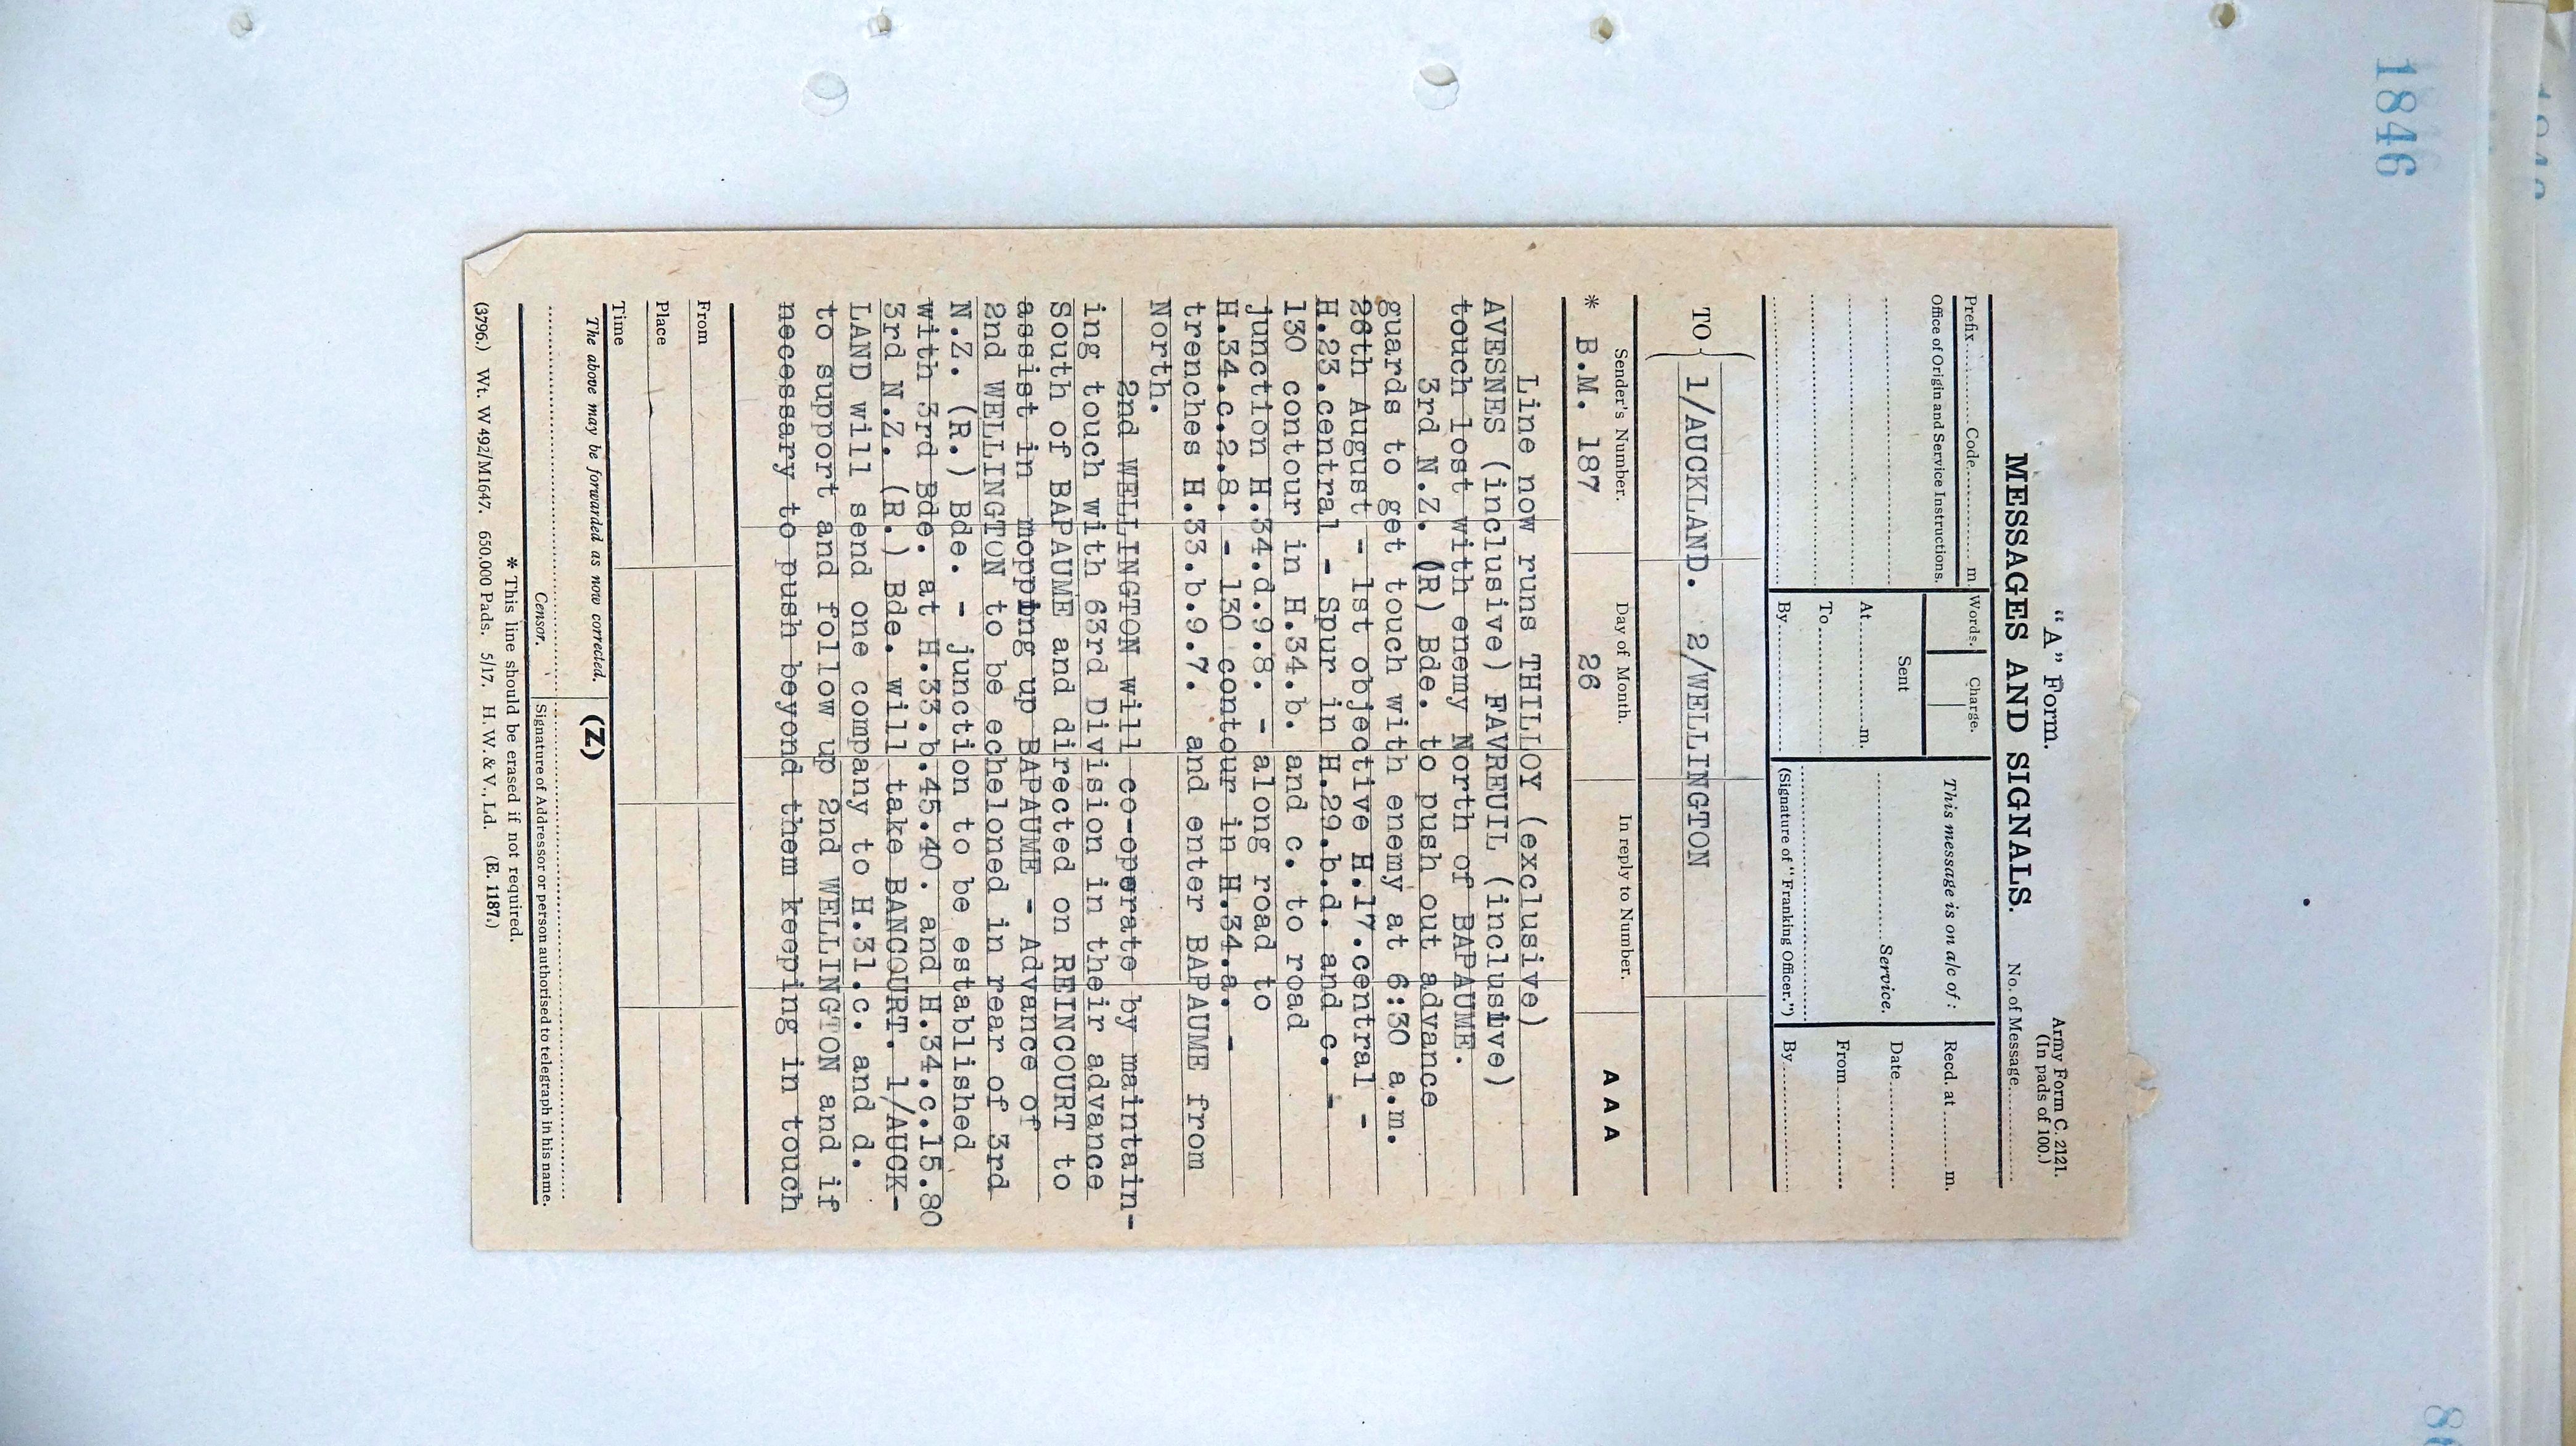 1846
"A" Form.
Army Form C. 2121.
(In pads of 100.)
MESSAGES AND SIGNALS.
No. of Message
Prefix Code m.
Words.
Charge.
This message is on a/c of :
Recd. at m.
Office of Origin and Service Instructions.
Sent
Service.
Date
At m.
From
To
By
(Signature of "Franking Officer.")
By
TO 1/AUCKLAND. 2/WELLINGTON
Sender's Number.
Day of Month.
In reply to Number.
AAA
* B.M. 187
26
Line now runs THILLOY (exclusive)
AVESNES (inclusive) FAVREUIL (inclusive)
touch lost with enemy North of BAPAUME.
3rd N.Z. (R) Bde. to push out advance
guards to get touch with enemy at 6:30 a.m.
26th August - 1st objective H.17.central -
H.23.central - Spur in H.29.b.d. and c. -
130 contour in H.34.b. and c. to road
junction H.34.d.9.8. - along road to
H.34.c.2.8. - 130 contour in H.34.a. -
trenches H.33.b.9.7. and enter BAPAUME from
North.
2nd WELLINGTON will co-operate by maintain-
ing touch with 63rd Division in their advance
South of BAPAUME and directed on REINCOURT to
assist in mopping up BAPAUME - Advance of
2nd WELLINGTON to be echeloned in rear of 3rd
N.Z. (R.) Bde. - junction to be established
with 3rd Bde. at H.33.b.45.40. and H.34.c.15.80
3rd N.Z. (R.) Bde. will take BANCOURT. 1/AUCK-
LAND will send one company to H.31.c. and d.
to support and follow up 2nd WELLINGTON and if
necessary to push beyond them keeping in touch
From
Place
Time
The above may be forwarded as now corrected.
(Z)
Censor.
Signature of Addressor or person authorised to telegraph in his name.
* This line should be erased if not required.
(3796.) Wt. W492/M1647. 650,000 Pads. 5/17. H.W.&V., Ld. (E. 1187.)